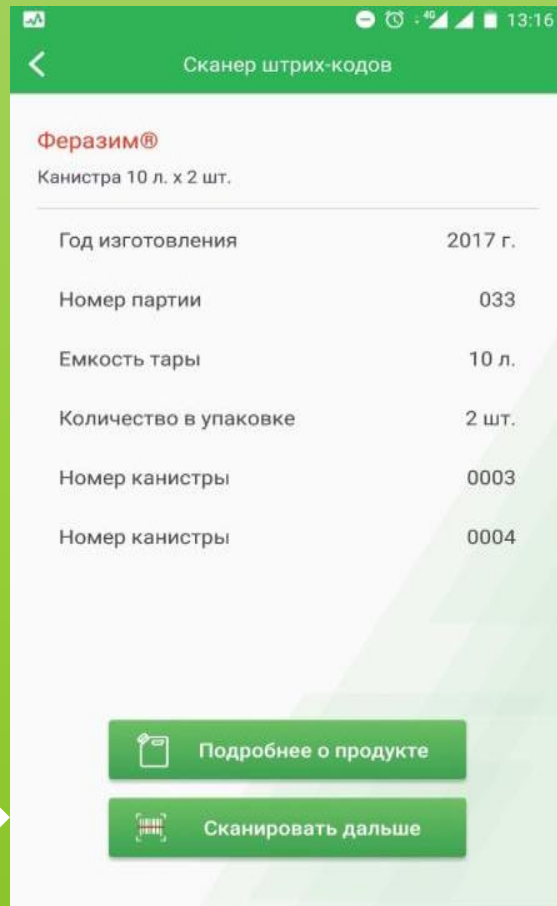 4G 13:16
Сканер штрих-кодов
Феразим®
Канистра 10 л. x 2 шт.
Год изготовления 2017 г.
Номер партии 033
Емкость тары 10 л.
Количество в упаковке 2 шт.
Номер канистры 0003
Номер канистры 0004
Подробнее о продукте
Сканировать дальше